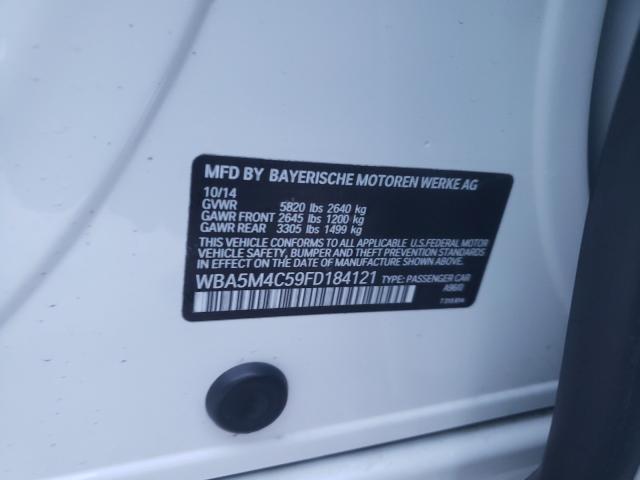 MFD BY BAYERISCHE MOTOREN WERKE AG
10/14
GVWR 5820 lbs 2640 kg
GAWR FRONT 2645 lbs 1200 kg
GAWR REAR 3305 lbs 1499 kg
THIS VEHICLE CONFORMS TO ALL APPLICABLE U.S.FEDERAL MOTOR
VEHICLE SAFETY, BUMPER, AND THEFT PREVENTION STANDARDS IN
EFFECT ON THE DATE OF MANUFACTURE SHOWN ABOVE.
WBA5M4C59FD184121 TYPE: PASSENGER CAR
A96/0